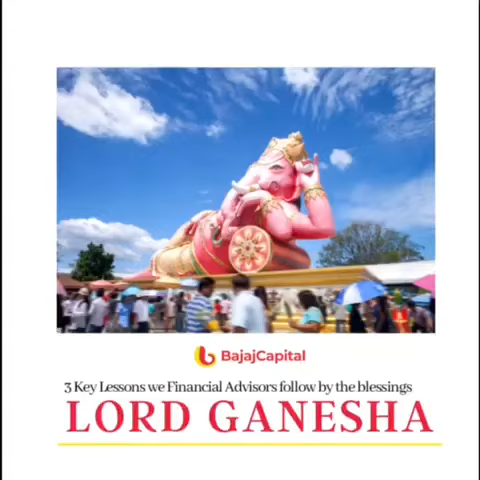 BajajCapital
3 Key Lessons we Financial Advisors follow by the blessings
LORD GANESHA